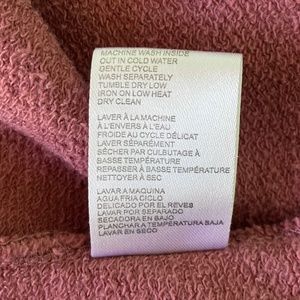 MACHINE WASH INSIDE
OUT IN COLD WATER
GENTLE CYCLE
WASH SEPARATELY
TUMBLE DRY LOW
IRON ON LOW HEAT
DRY CLEAN
LAVER À LA MACHINE
À L'ENVERS À L'EAU
FROIDE AU CYCLE DÉLICAT
LAVER SÉPARÉMENT
SÉCHER PAR CULBUTAGE À
BASSE TEMPÉRATURE
REPASSER À BASSE TEMPÉRATURE
NETTOYER À SEC
LAVAR A MAQUINA
AGUA FRIA CICLO
DELICADO POR EL REVES
LAVAR POR SEPARADO
SECADORA EN BAJO
PLANCHAR A TEMPERATURA BAJA
LAVAR EN SECO